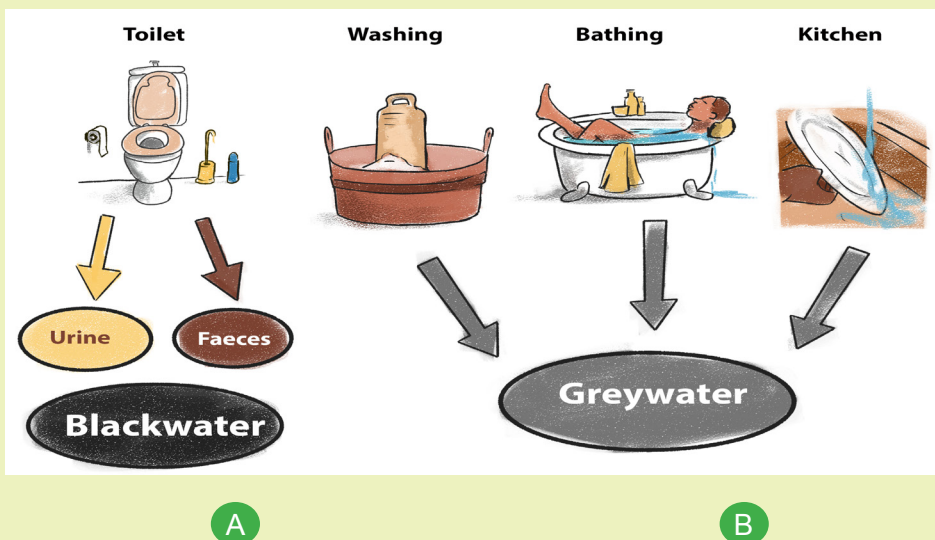 Toilet
Washing
Bathing
Kitchen
Urine
Faeces
Blackwater
Greywater
A
B